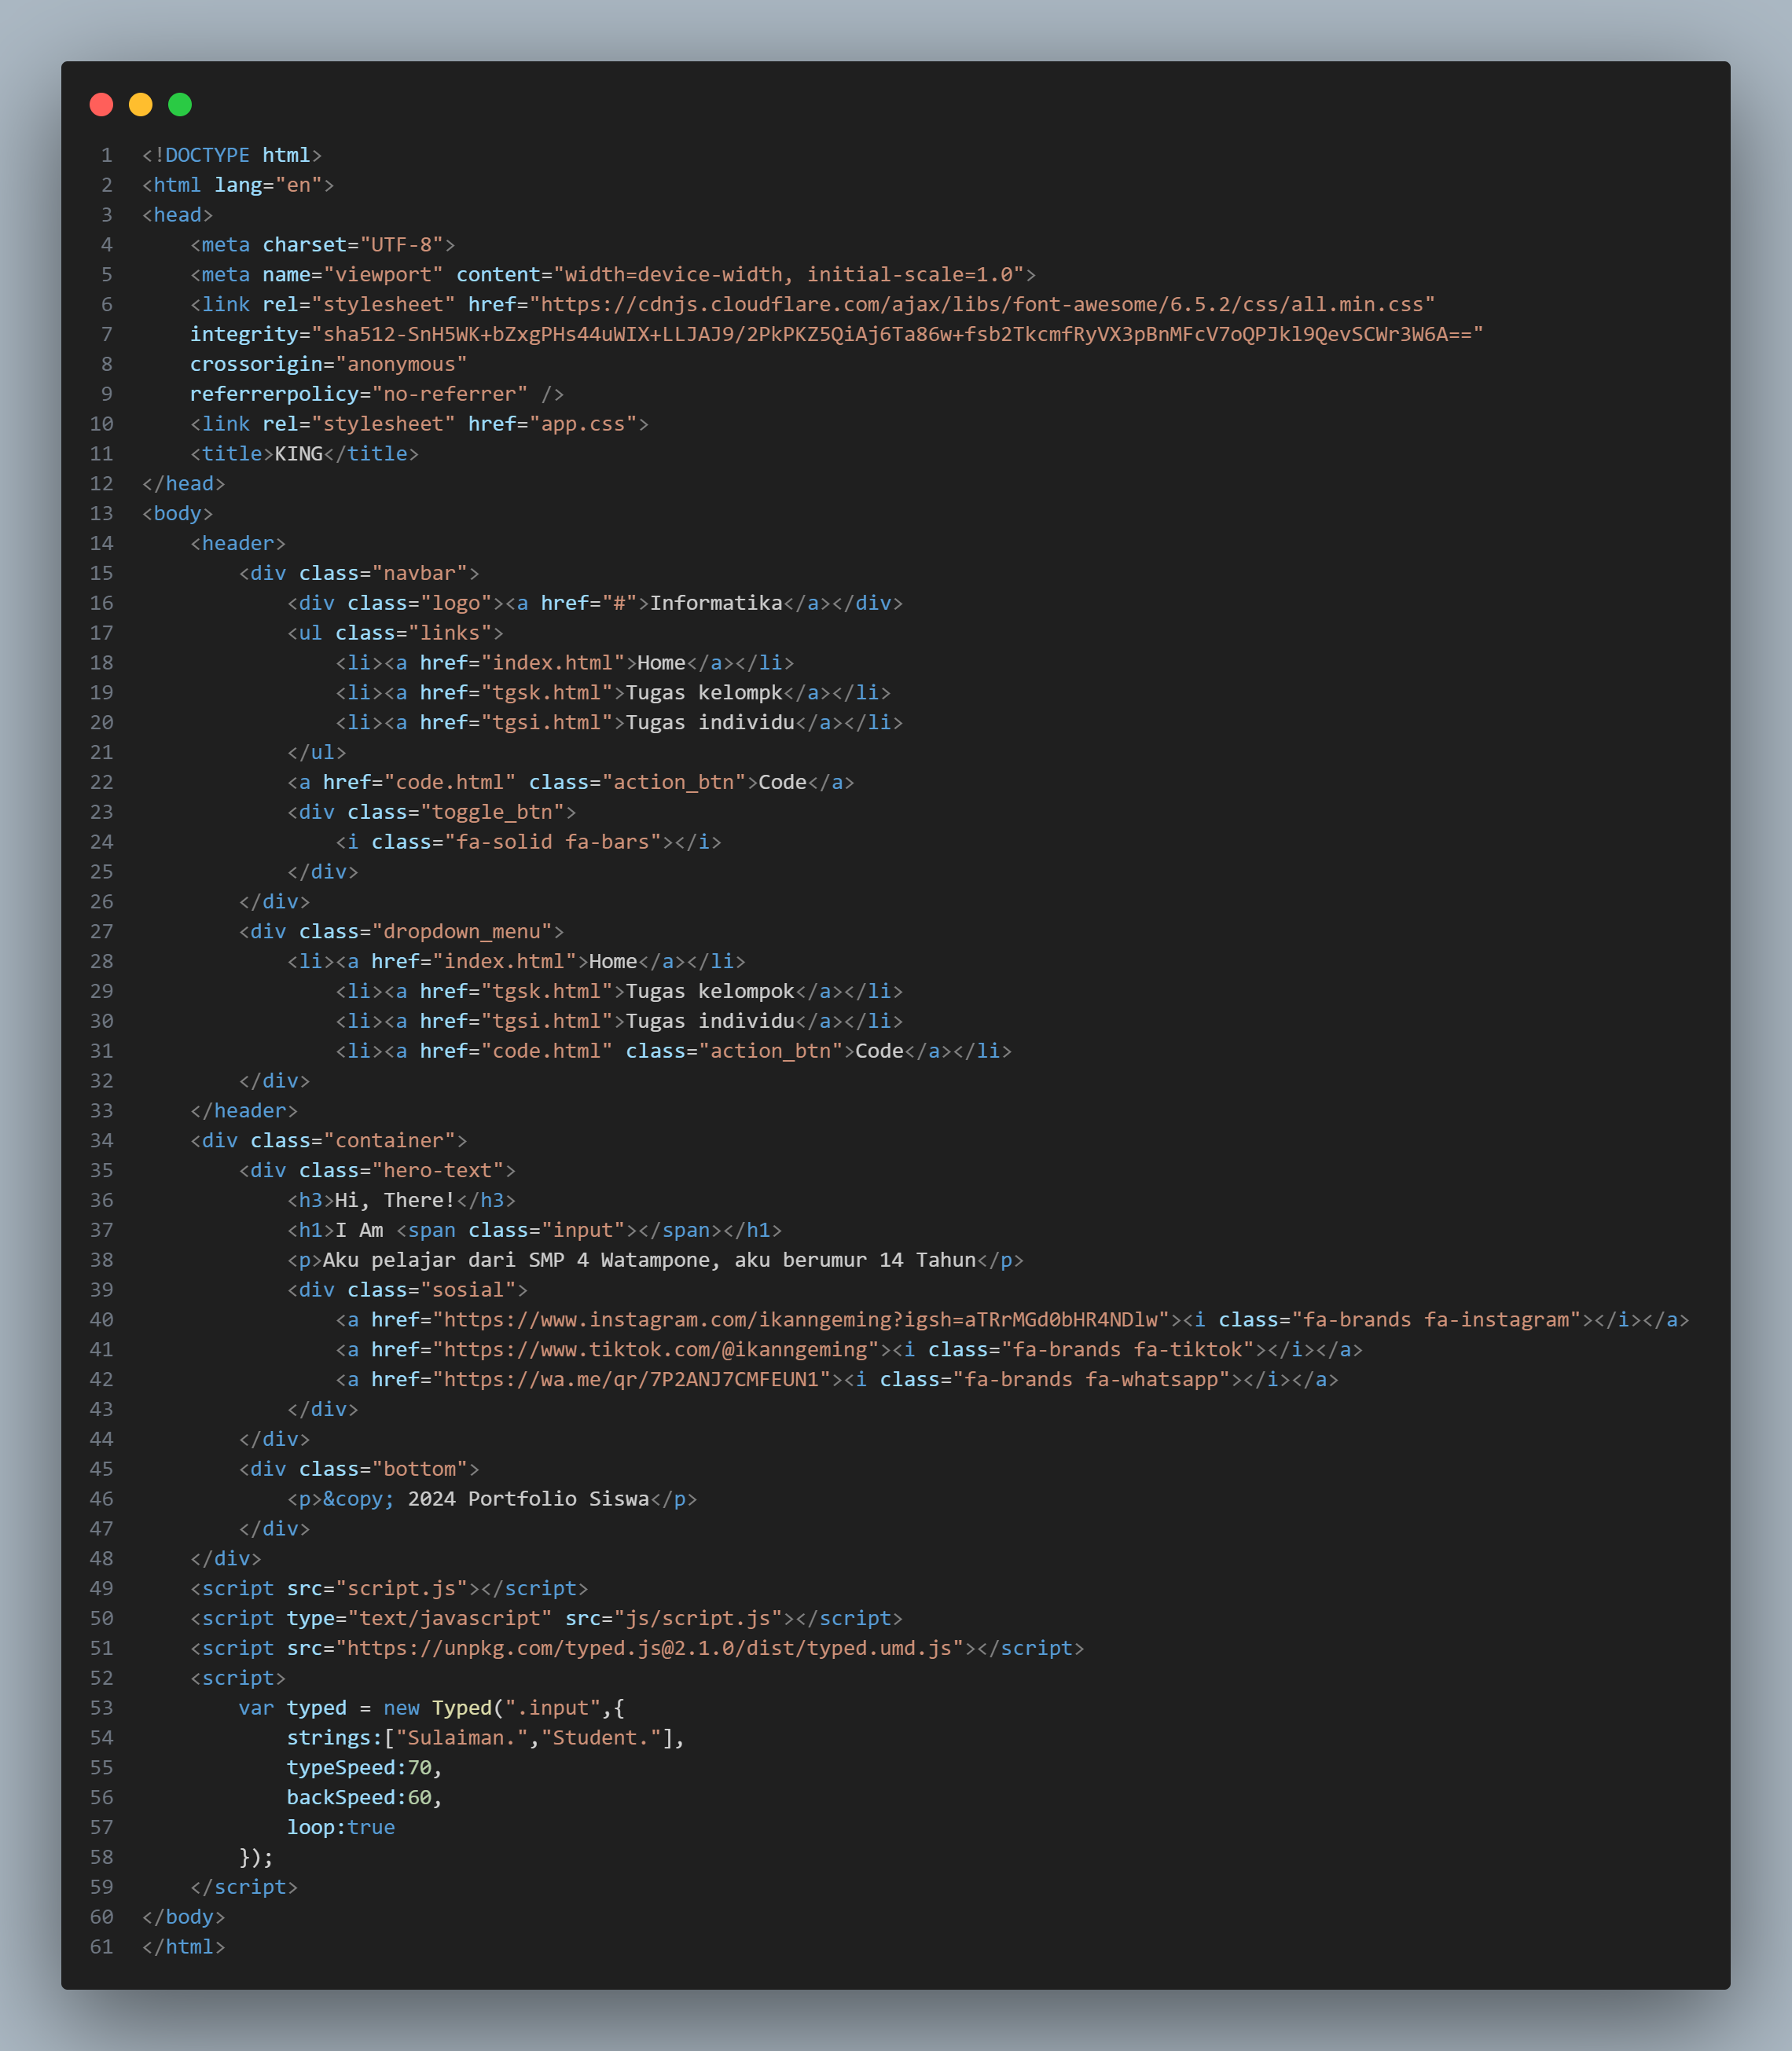 1 <!DOCTYPE html>
2 <html lang="en">
3 <head>
4     <meta charset="UTF-8">
5     <meta name="viewport" content="width=device-width, initial-scale=1.0">
6     <link rel="stylesheet" href="https://cdnjs.cloudflare.com/ajax/libs/font-awesome/6.5.2/css/all.min.css"
7     integrity="sha512-SnH5WK+bZxgPHs44uWIX+LLJAJ9/2PkPKZ5QiAj6Ta86w+fsb2TkcmfRyVX3pBnMFcV7oQPJkl9QevSCWr3W6A=="
8     crossorigin="anonymous"
9     referrerpolicy="no-referrer" />
10     <link rel="stylesheet" href="app.css">
11     <title>KING</title>
12 </head>
13 <body>
14     <header>
15         <div class="navbar">
16             <div class="logo"><a href="#">Informatika</a></div>
17             <ul class="links">
18                 <li><a href="index.html">Home</a></li>
19                 <li><a href="tgsk.html">Tugas kelompk</a></li>
20                 <li><a href="tgsi.html">Tugas individu</a></li>
21             </ul>
22             <a href="code.html" class="action_btn">Code</a>
23             <div class="toggle_btn">
24                 <i class="fa-solid fa-bars"></i>
25             </div>
26         </div>
27         <div class="dropdown_menu">
28             <li><a href="index.html">Home</a></li>
29                 <li><a href="tgsk.html">Tugas kelompok</a></li>
30                 <li><a href="tgsi.html">Tugas individu</a></li>
31                 <li><a href="code.html" class="action_btn">Code</a></li>
32         </div>
33     </header>
34     <div class="container">
35         <div class="hero-text">
36             <h3>Hi, There!</h3>
37             <h1>I Am <span class="input"></span></h1>
38             <p>Aku pelajar dari SMP 4 Watampone, aku berumur 14 Tahun</p>
39             <div class="sosial">
40                 <a href="https://www.instagram.com/ikanngeming?igsh=aTRrMGd0bHR4NDlw"><i class="fa-brands fa-instagram"></i></a>
41                 <a href="https://www.tiktok.com/@ikanngeming"><i class="fa-brands fa-tiktok"></i></a>
42                 <a href="https://wa.me/qr/7P2ANJ7CMFEUN1"><i class="fa-brands fa-whatsapp"></i></a>
43             </div>
44         </div>
45         <div class="bottom">
46             <p>&copy; 2024 Portfolio Siswa</p>
47         </div>
48     </div>
49     <script src="script.js"></script>
50     <script type="text/javascript" src="js/script.js"></script>
51     <script src="https://unpkg.com/typed.js@2.1.0/dist/typed.umd.js"></script>
52     <script>
53         var typed = new Typed(".input",{
54             strings:["Sulaiman.","Student."],
55             typeSpeed:70,
56             backSpeed:60,
57             loop:true
58         });
59     </script>
60 </body>
61 </html>